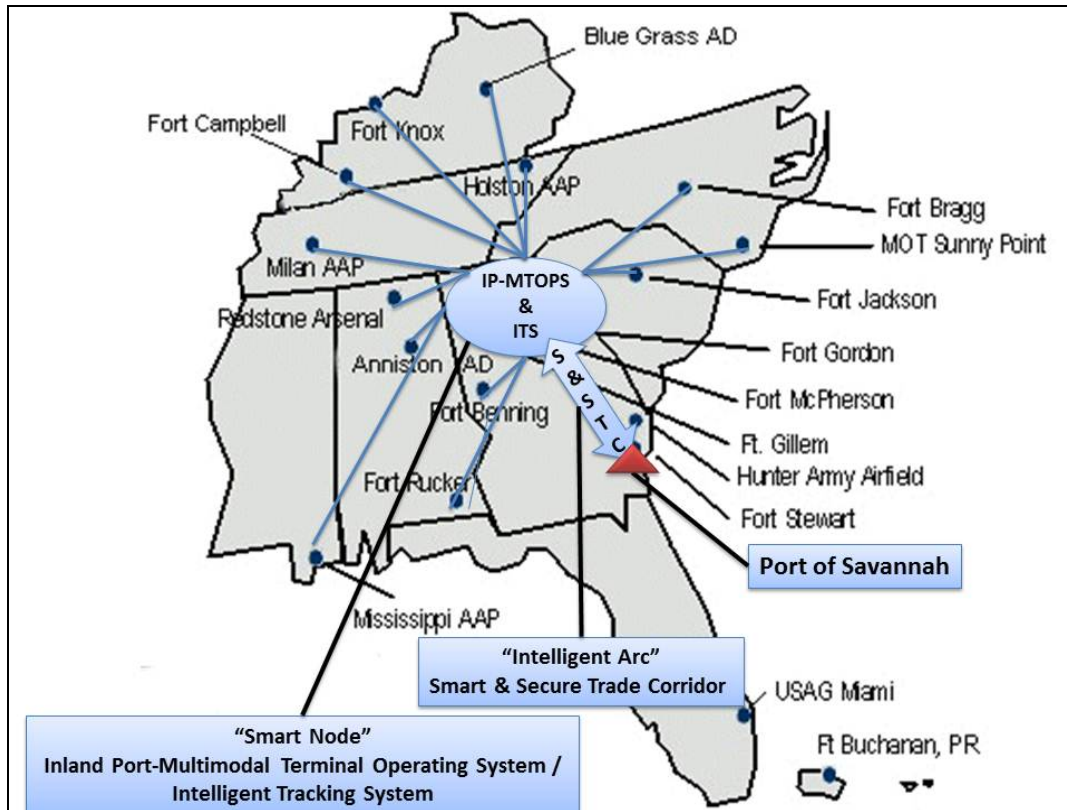 Blue Grass AD
Fort Campbell
Fort Knox
Holston AAP
Fort Bragg
MOT Sunny Point
Milan AAP
IP-MTOPS
&
ITS
Fort Jackson
Redstone Arsenal
Fort Gordon
Anniston AD
S & S T C
Fort McPherson
Fort Benning
Ft. Gillem
Hunter Army Airfield
Fort Rucker
Fort Stewart
Port of Savannah
Mississippi AAP
“Intelligent Arc”
Smart & Secure Trade Corridor
USAG Miami
“Smart Node”
Inland Port-Multimodal Terminal Operating System /
Intelligent Tracking System
Ft Buchanan, PR